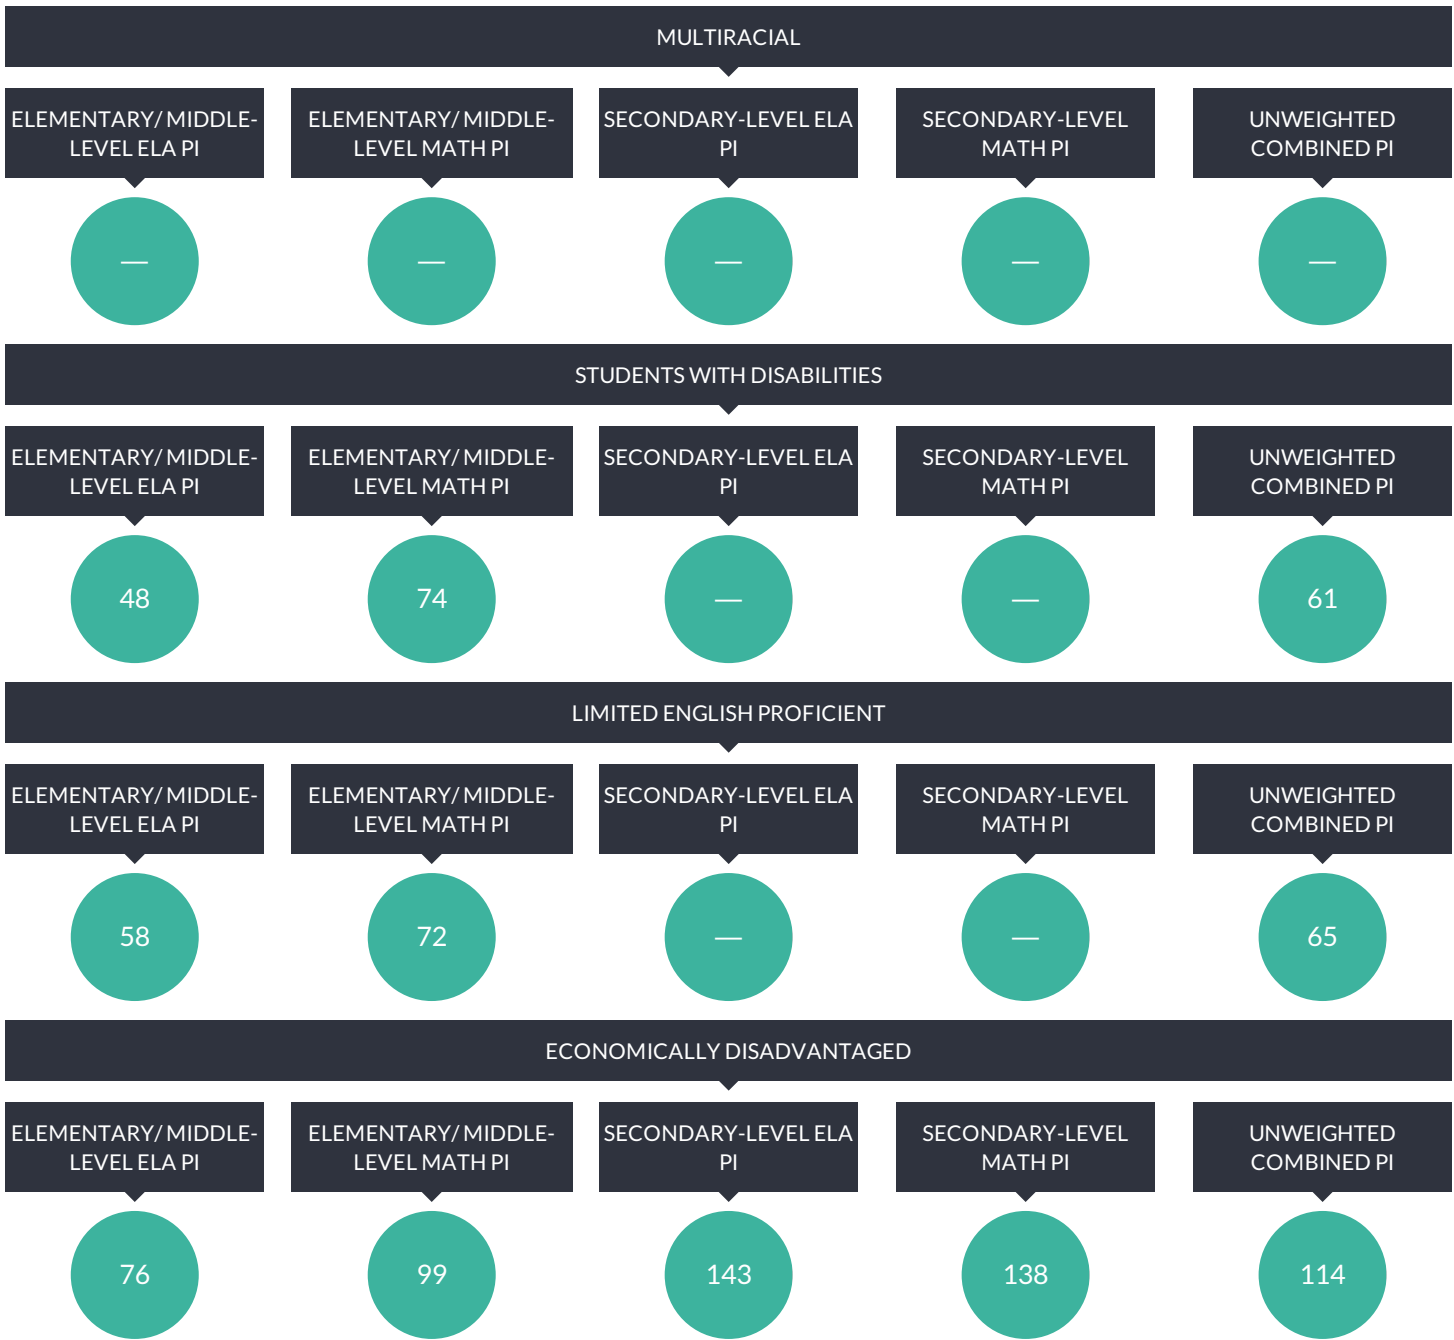 MULTIRACIAL
ELEMENTARY/ MIDDLE-
LEVEL ELA PI
ELEMENTARY/ MIDDLE-
LEVEL MATH PI
SECONDARY-LEVEL ELA
PI
SECONDARY-LEVEL
MATH PI
UNWEIGHTED
COMBINED PI
— — — — —
STUDENTS WITH DISABILITIES
ELEMENTARY/ MIDDLE-
LEVEL ELA PI
ELEMENTARY/ MIDDLE-
LEVEL MATH PI
SECONDARY-LEVEL ELA
PI
SECONDARY-LEVEL
MATH PI
UNWEIGHTED
COMBINED PI
48 74 — — 61
LIMITED ENGLISH PROFICIENT
ELEMENTARY/ MIDDLE-
LEVEL ELA PI
ELEMENTARY/ MIDDLE-
LEVEL MATH PI
SECONDARY-LEVEL ELA
PI
SECONDARY-LEVEL
MATH PI
UNWEIGHTED
COMBINED PI
58 72 — — 65
ECONOMICALLY DISADVANTAGED
ELEMENTARY/ MIDDLE-
LEVEL ELA PI
ELEMENTARY/ MIDDLE-
LEVEL MATH PI
SECONDARY-LEVEL ELA
PI
SECONDARY-LEVEL
MATH PI
UNWEIGHTED
COMBINED PI
76 99 143 138 114